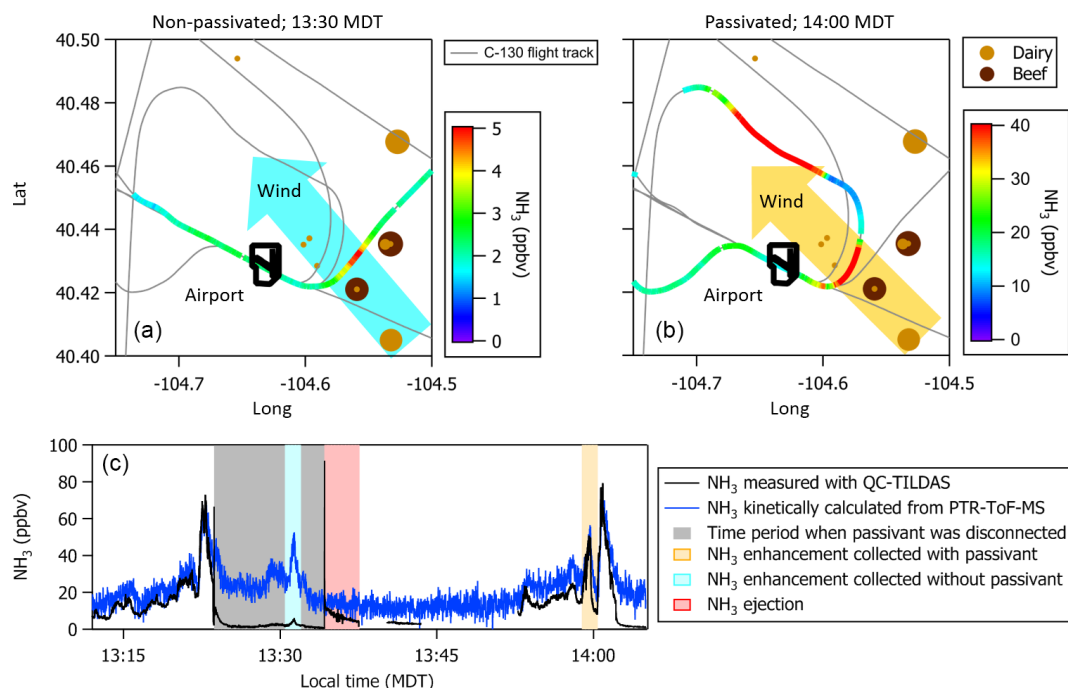 Non-passivated; 13:30 MDT
Passivated; 14:00 MDT
40.50
40.48
40.46
40.44
40.42
40.40
Lat
Wind
Airport
(a)
-104.7
-104.6
-104.5
Long
C-130 flight track
5
4
3
2
1
0
NH3 (ppbv)
Wind
Airport
(b)
-104.7
-104.6
-104.5
Long
Dairy
Beef
40
30
20
10
0
NH3 (ppbv)
(c)
100
80
60
40
20
0
NH3 (ppbv)
13:15
13:30
13:45
14:00
Local time (MDT)
NH3 measured with QC-TILDAS
NH3 kinetically calculated from PTR-ToF-MS
Time period when passivant was disconnected
NH3 enhancement collected with passivant
NH3 enhancement collected without passivant
NH3 ejection